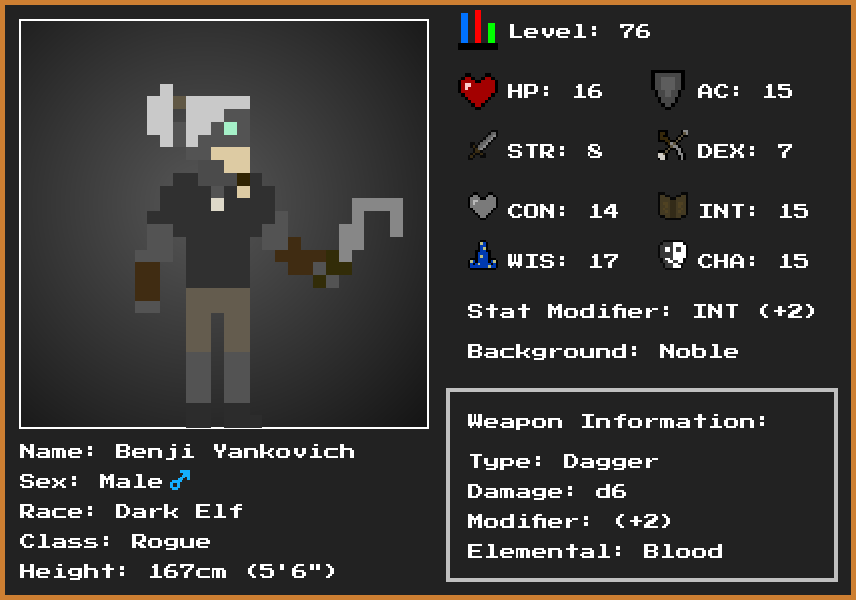 Level: 76
HP: 16
AC: 15
STR: 8
DEX: 7
CON: 14
INT: 15
WIS: 17
CHA: 15
Stat Modifier: INT (+2)
Background: Noble
Weapon Information:
Type: Dagger
Damage: d6
Modifier: (+2)
Elemental: Blood
Name: Benji Yankovich
Sex: Male ♂
Race: Dark Elf
Class: Rogue
Height: 167cm (5'6")